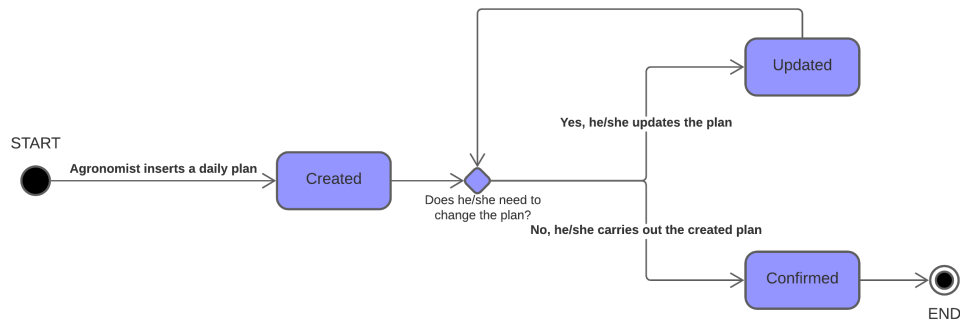 START
Agronomist inserts a daily plan
Created
Does he/she need to
change the plan?
Yes, he/she updates the plan
Updated
No, he/she carries out the created plan
Confirmed
END